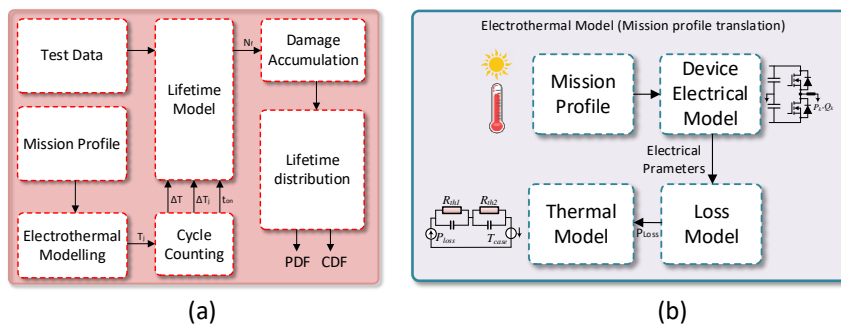 Test Data
Mission Profile
Electrothermal
Modelling
Tj
Cycle
Counting
ΔT
ΔTj
ton
Lifetime
Model
Nf
Damage
Accumulation
Lifetime
distribution
PDF
CDF
(a)
Electrothermal Model (Mission profile translation)
Mission
Profile
Device
Electrical
Model
Ps-Qs
Electrical
Prameters
Loss
Model
PLoss
Thermal
Model
Rth1
Rth2
Ploss
Tcase
(b)